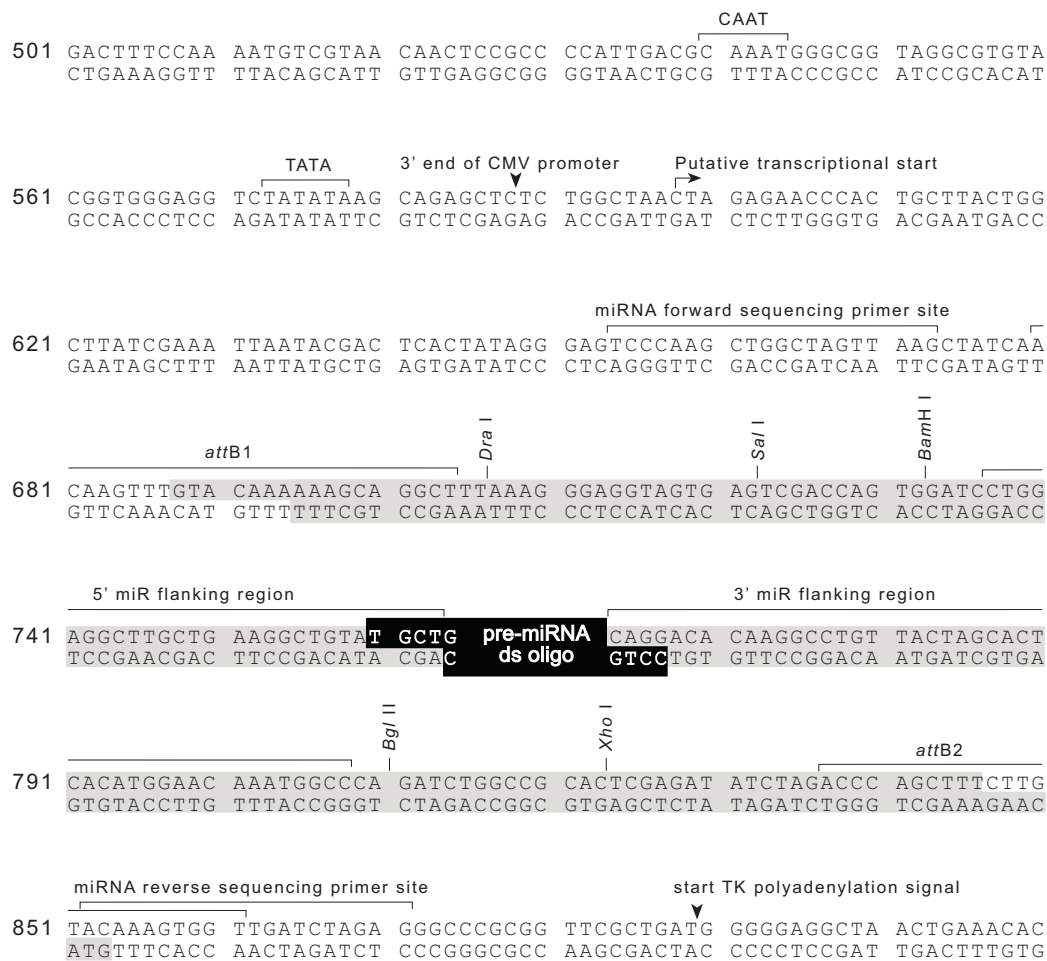 CAAT
501 GACTTTCCAA AATGTCGTAA CAACTCCGCC CCATTGACGC AAATGGGCGG TAGGCGTGTA
CTGAAAGGTT TTACAGCATT GTTGAGGCGG GGTAACTGCG TTTACCCGCC ATCCGCACAT
TATA 3’ end of CMV promoter Putative transcriptional start
561 CGGTGGGAGG TCTATATAAG CAGAGCTCTC TGGCTAACTA GAGAACCCAC TGCTTACTGG
GCCACCCTCC AGATATATTC GTCTCGAGAG ACCGATTGAT CTCTTGGGTG ACGAATGACC
miRNA forward sequencing primer site
621 CTTATCGAAA TTAATACGAC TCACTATAGG GAGTCCCAAG CTGGCTAGTT AAGCTATCAA
GAATAGCTTT AATTATGCTG AGTGATATCC CTCAGGGTTC GACCGATCAA TTCGATAGTT
attB1 Dra I Sal I BamH I
681 CAAGTTTGTA CAAAAAAGCA GGCTTTAAAG GGAGGTAGTG AGTCGACCAG TGGATCCTGG
GTTCAAACAT GTTTTTTCGT CCGAAATTTC CCTCCATCAC TCAGCTGGTC ACCTAGGACC
5’ miR flanking region 3’ miR flanking region
741 AGGCTTGCTG AAGGCTGTAT GCTG pre-miRNA CAGGACA CAAGGCCTGT TACTAGCACT
TCCGAACGAC TTCCGACATA CGAC ds oligo GTCCTGT GTTCCGGACA ATGATCGTGA
Bgl II Xho I attB2
791 CACATGGAAC AAATGGCCCA GATCTGGCCG CACTCGAGAT ATCTAGACCC AGCTTTCTTG
GTGTACCTTG TTTACCGGGT CTAGACCGGC GTGAGCTCTA TAGATCTGGG TCGAAAGAAC
miRNA reverse sequencing primer site start TK polyadenylation signal
851 TACAAAGTGG TTGATCTAGA GGGCCCGCGG TTCGCTGATG GGGGAGGCTA ACTGAAACAC
ATGTTTCACC AACTAGATCT CCCGGGCGCC AAGCGACTAC CCCCTCCGAT TGACTTTGTG